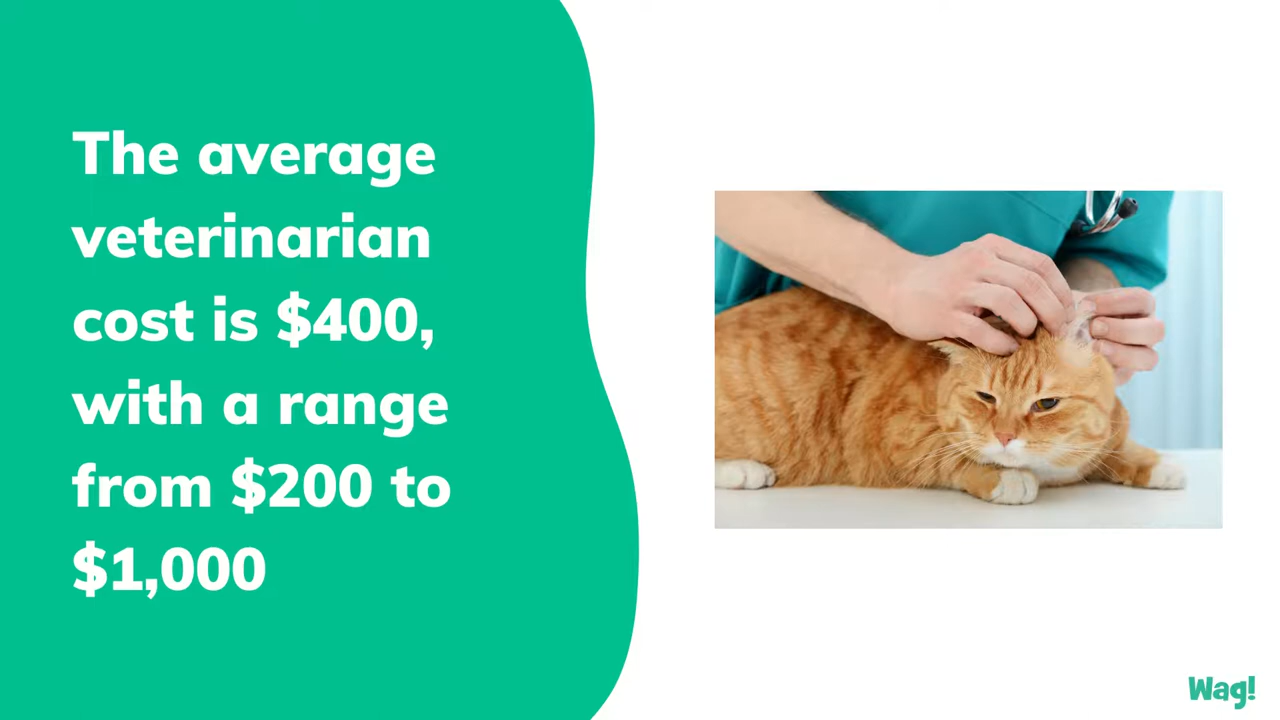 The average
veterinarian
cost is $400,
with a range
from $200 to
$1,000
Wag!